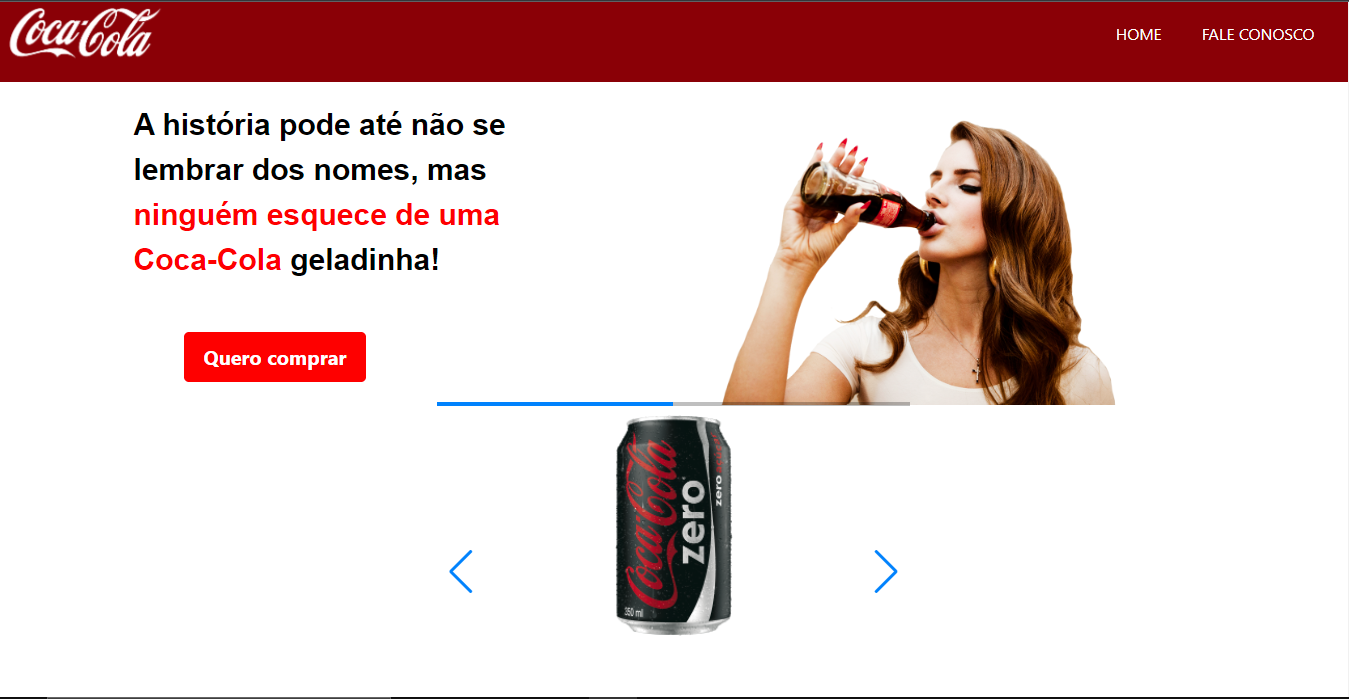 Coca-Cola
HOME
FALE CONOSCO
A história pode até não se
lembrar dos nomes, mas
ninguém esquece de uma
Coca-Cola geladinha!
Quero comprar
Coca-Cola
zero
zero
350 ml